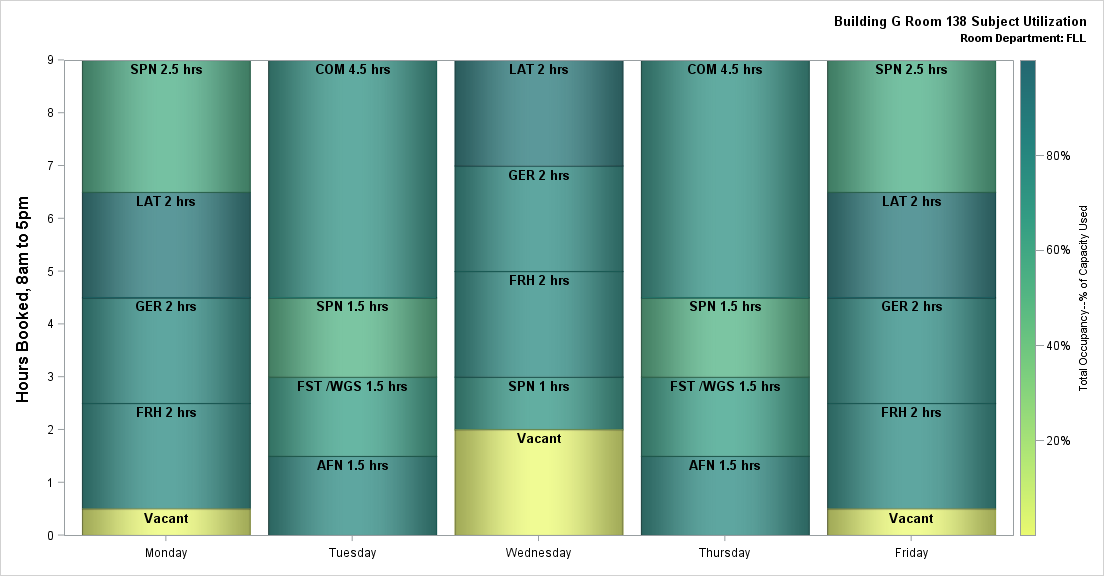 Building G Room 138 Subject Utilization
Room Department: FLL
Hours Booked, 8am to 5pm
9
8
7
6
5
4
3
2
1
0
SPN 2.5 hrs
LAT 2 hrs
GER 2 hrs
FRH 2 hrs
Vacant
Monday
COM 4.5 hrs
SPN 1.5 hrs
FST /WGS 1.5 hrs
AFN 1.5 hrs
Tuesday
LAT 2 hrs
GER 2 hrs
FRH 2 hrs
SPN 1 hrs
Vacant
Wednesday
COM 4.5 hrs
SPN 1.5 hrs
FST /WGS 1.5 hrs
AFN 1.5 hrs
Thursday
SPN 2.5 hrs
LAT 2 hrs
GER 2 hrs
FRH 2 hrs
Vacant
Friday
80%
60%
40%
20%
Total Occupancy--% of Capacity Used